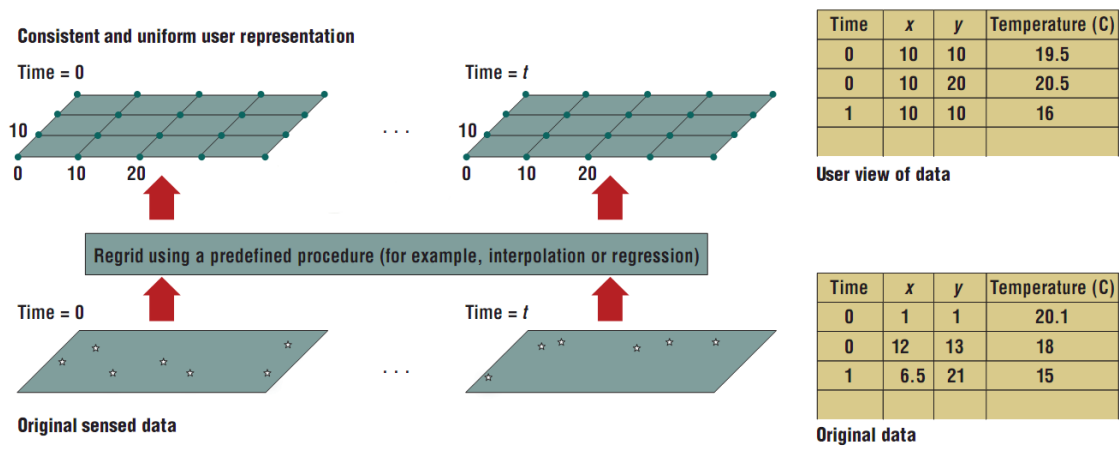 Consistent and uniform user representation
Time = 0
Time = t
10
10
. . .
0 10 20
0 10 20
Regrid using a predefined procedure (for example, interpolation or regression)
Time = 0
Time = t
. . .
Original sensed data
Time x y Temperature (C)
0 10 10 19.5
0 10 20 20.5
1 10 10 16
User view of data
Time x y Temperature (C)
0 1 1 20.1
0 12 13 18
1 6.5 21 15
Original data